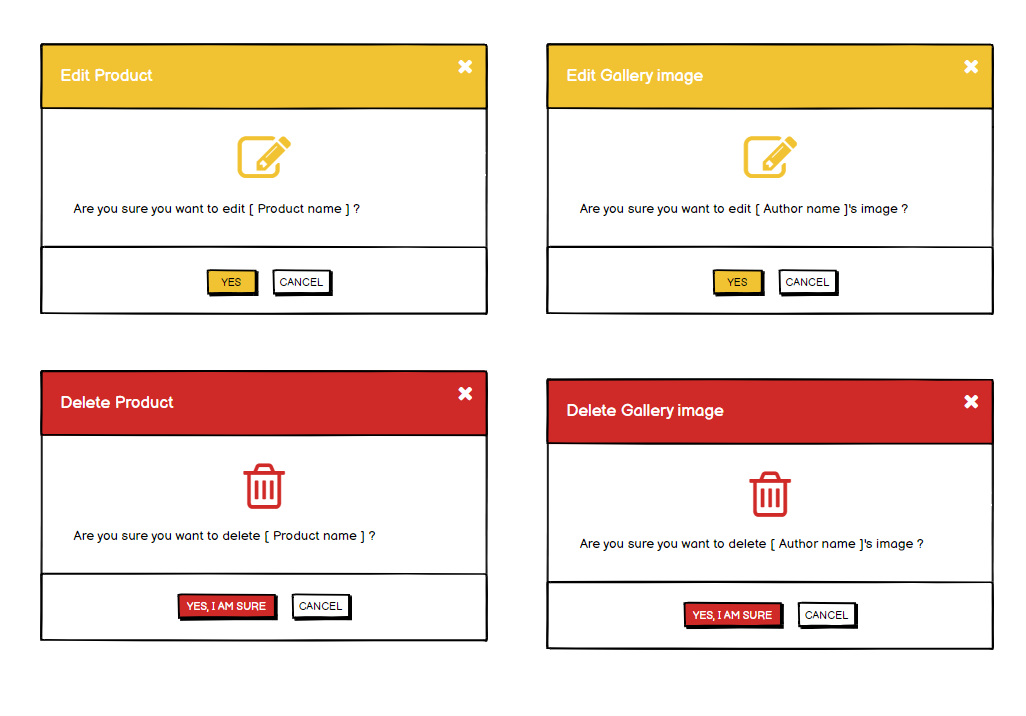 Edit Product
Are you sure you want to edit [ Product name ] ?
YES
CANCEL
Edit Gallery image
Are you sure you want to edit [ Author name ]'s image ?
YES
CANCEL
Delete Product
Are you sure you want to delete [ Product name ] ?
YES, I AM SURE
CANCEL
Delete Gallery image
Are you sure you want to delete [ Author name ]'s image ?
YES, I AM SURE
CANCEL